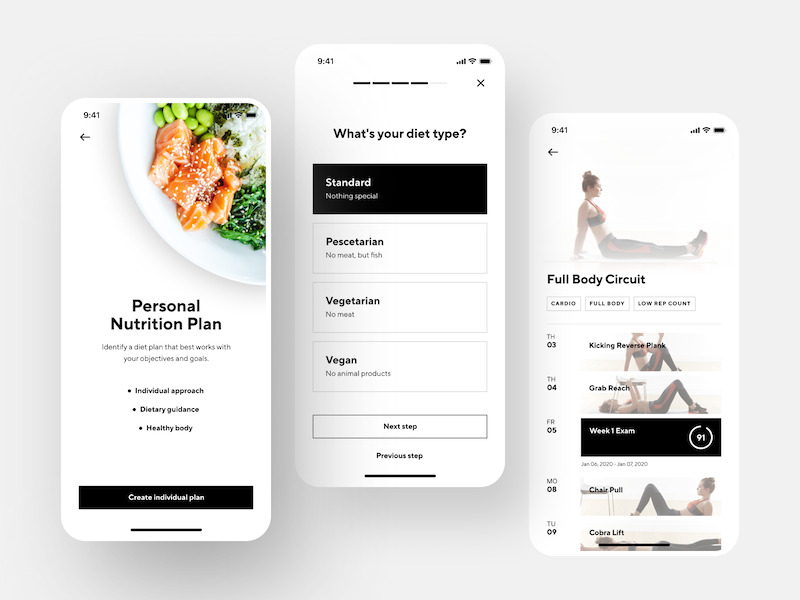 9:41
Personal
Nutrition Plan
Identify a diet plan that best works with
your objectives and goals.
• Individual approach
• Dietary guidance
• Healthy body
Create individual plan
9:41
What's your diet type?
Standard
Nothing special
Pescetarian
No meat, but fish
Vegetarian
No meat
Vegan
No animal products
Next step
Previous step
9:41
Full Body Circuit
CARDIO FULL BODY LOW REP COUNT
TH
03 Kicking Reverse Plank
TH
04 Grab Reach
FR
05 Week 1 Exam 91
Jan 06, 2020 - Jan 07, 2020
MO
08 Chair Pull
TU
09 Cobra Lift